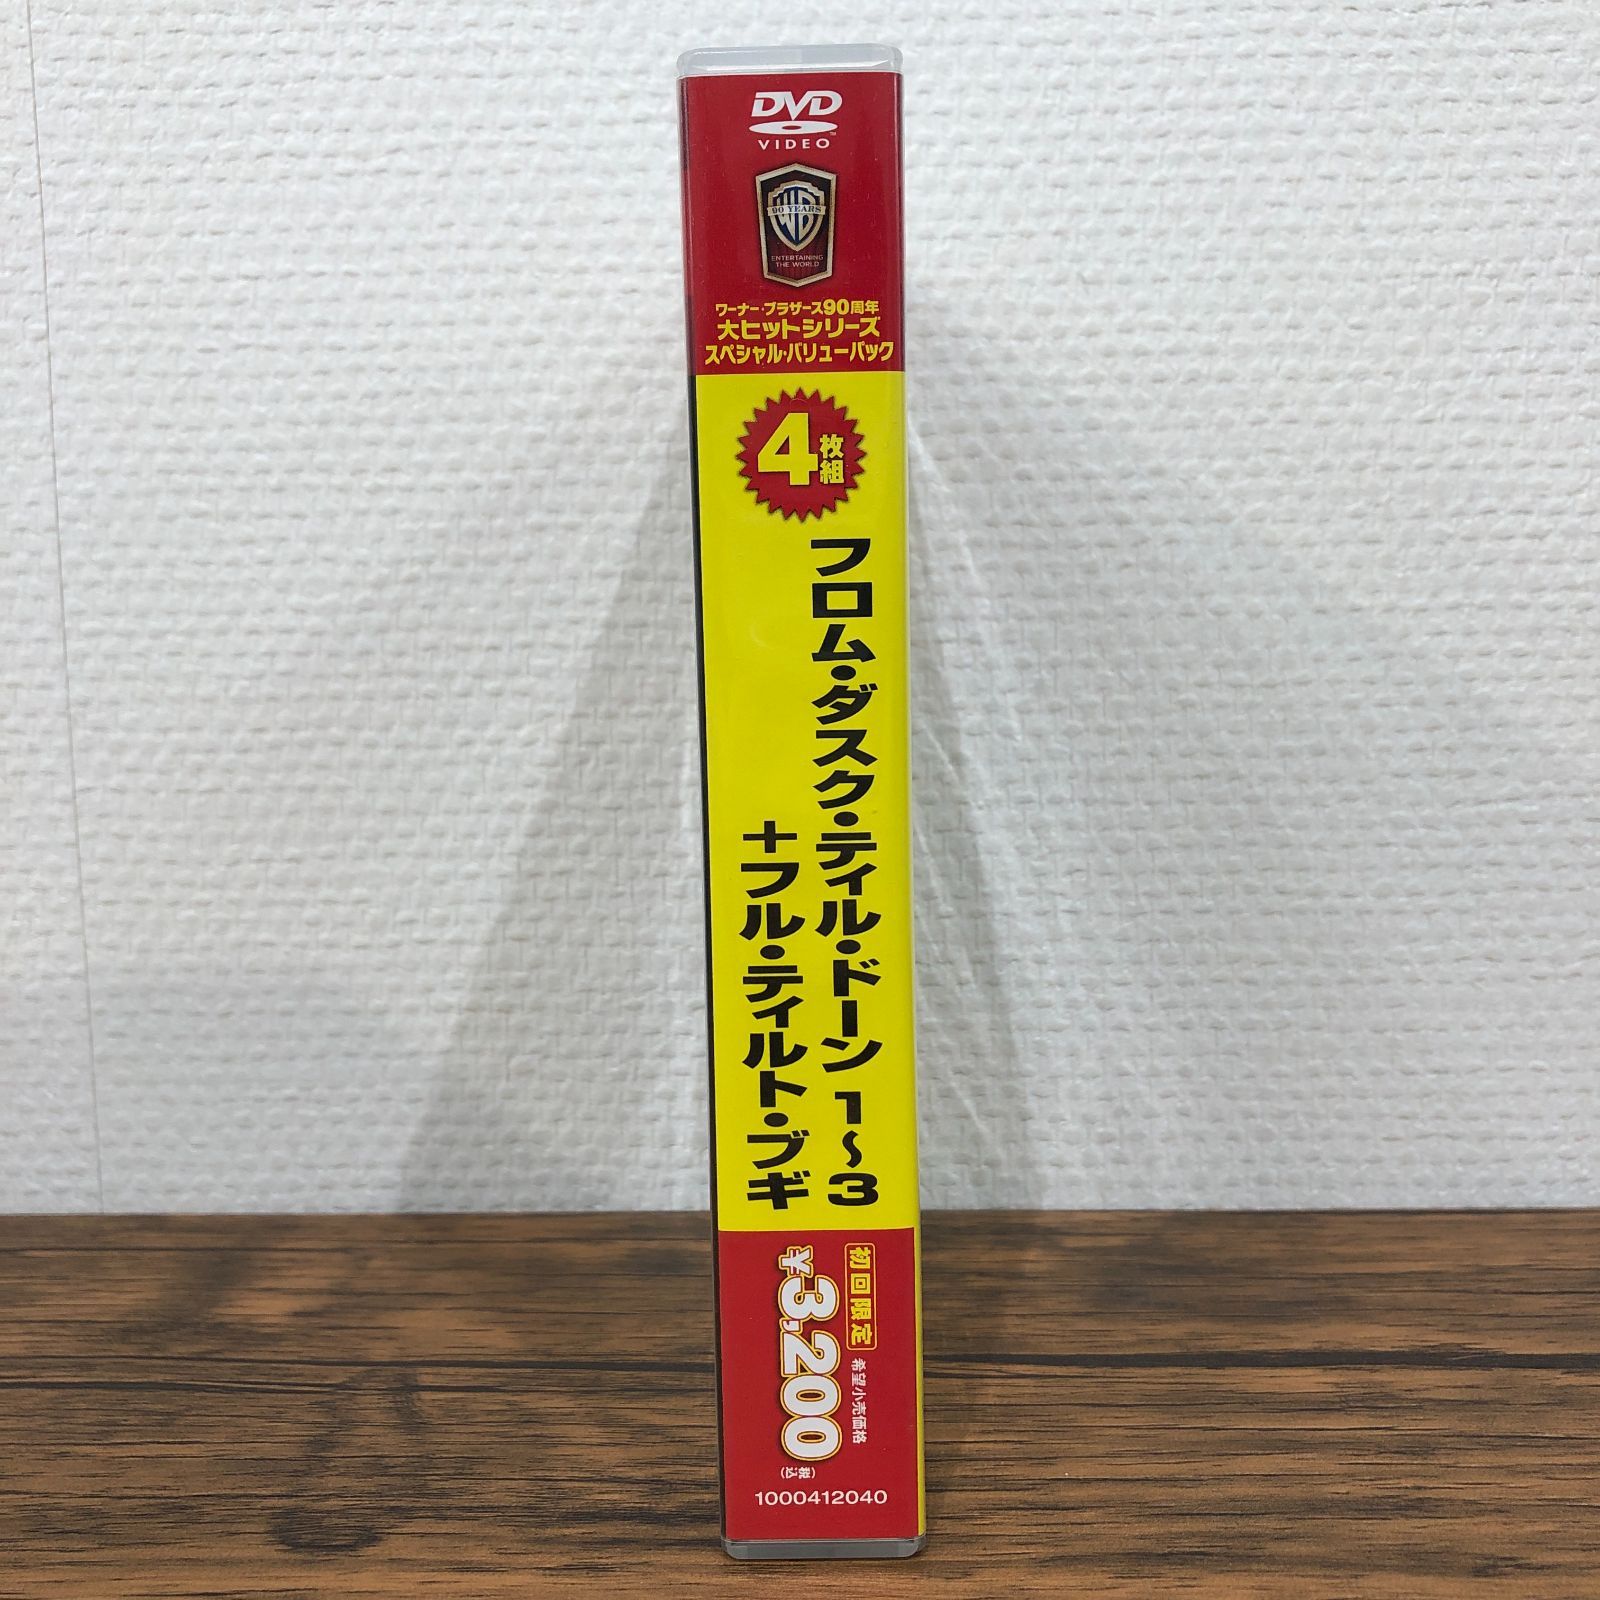 DVD
VIDEO
90 YEARS
ENTERTAINING
THE WORLD
ワーナー・ブラザース90周年
大ヒットシリーズ
スペシャル・バリューパック
4枚組
フロム・ダスク・ティル・ドーン 1〜3
+フル・ティルト・ブギ
初回限定
希望小売価格
¥3,200
(税込)
1000412040